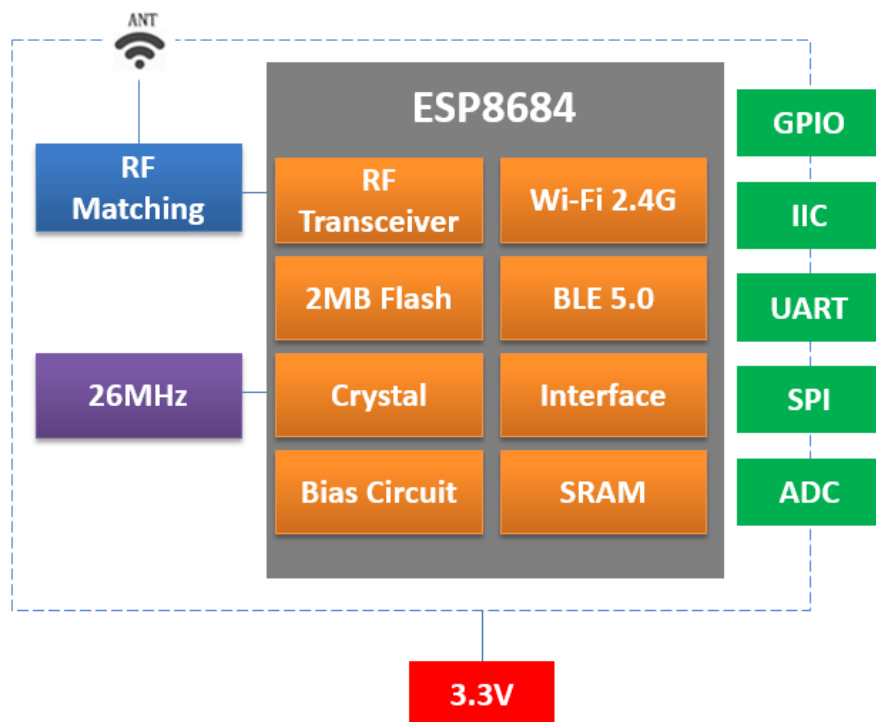 ANT
ESP8684
GPIO
RF
Matching
RF
Transceiver
Wi-Fi 2.4G
IIC
2MB Flash
BLE 5.0
UART
26MHz
Crystal
Interface
SPI
Bias Circuit
SRAM
ADC
3.3V